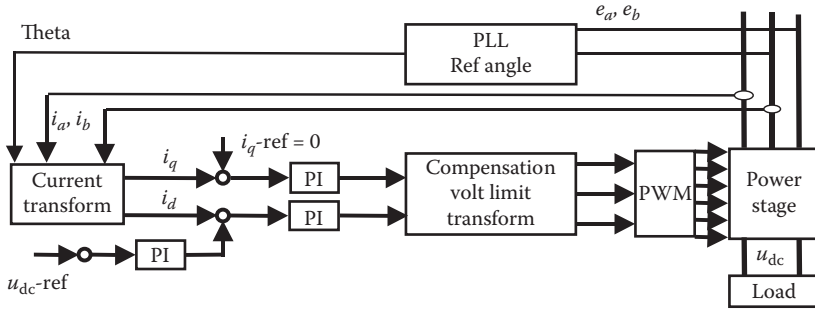 e_a, e_b
Theta
PLL
Ref angle
i_a, i_b
i_q-ref = 0
i_q
PI
Current
transform
Compensation
volt limit
transform
PWM
Power
stage
i_d
PI
PI
u_dc-ref
u_dc
Load